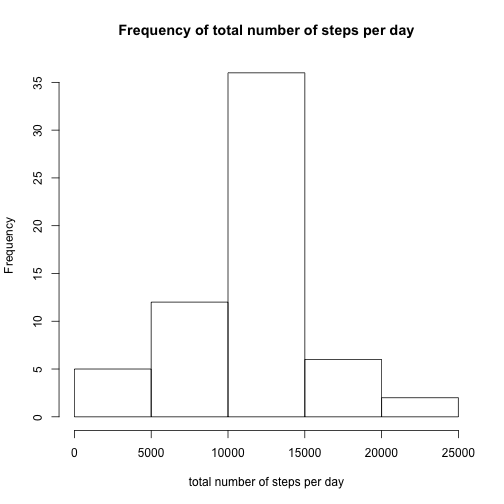 Frequency of total number of steps per day
Frequency
35
30
25
20
15
10
5
0
0 5000 10000 15000 20000 25000
total number of steps per day